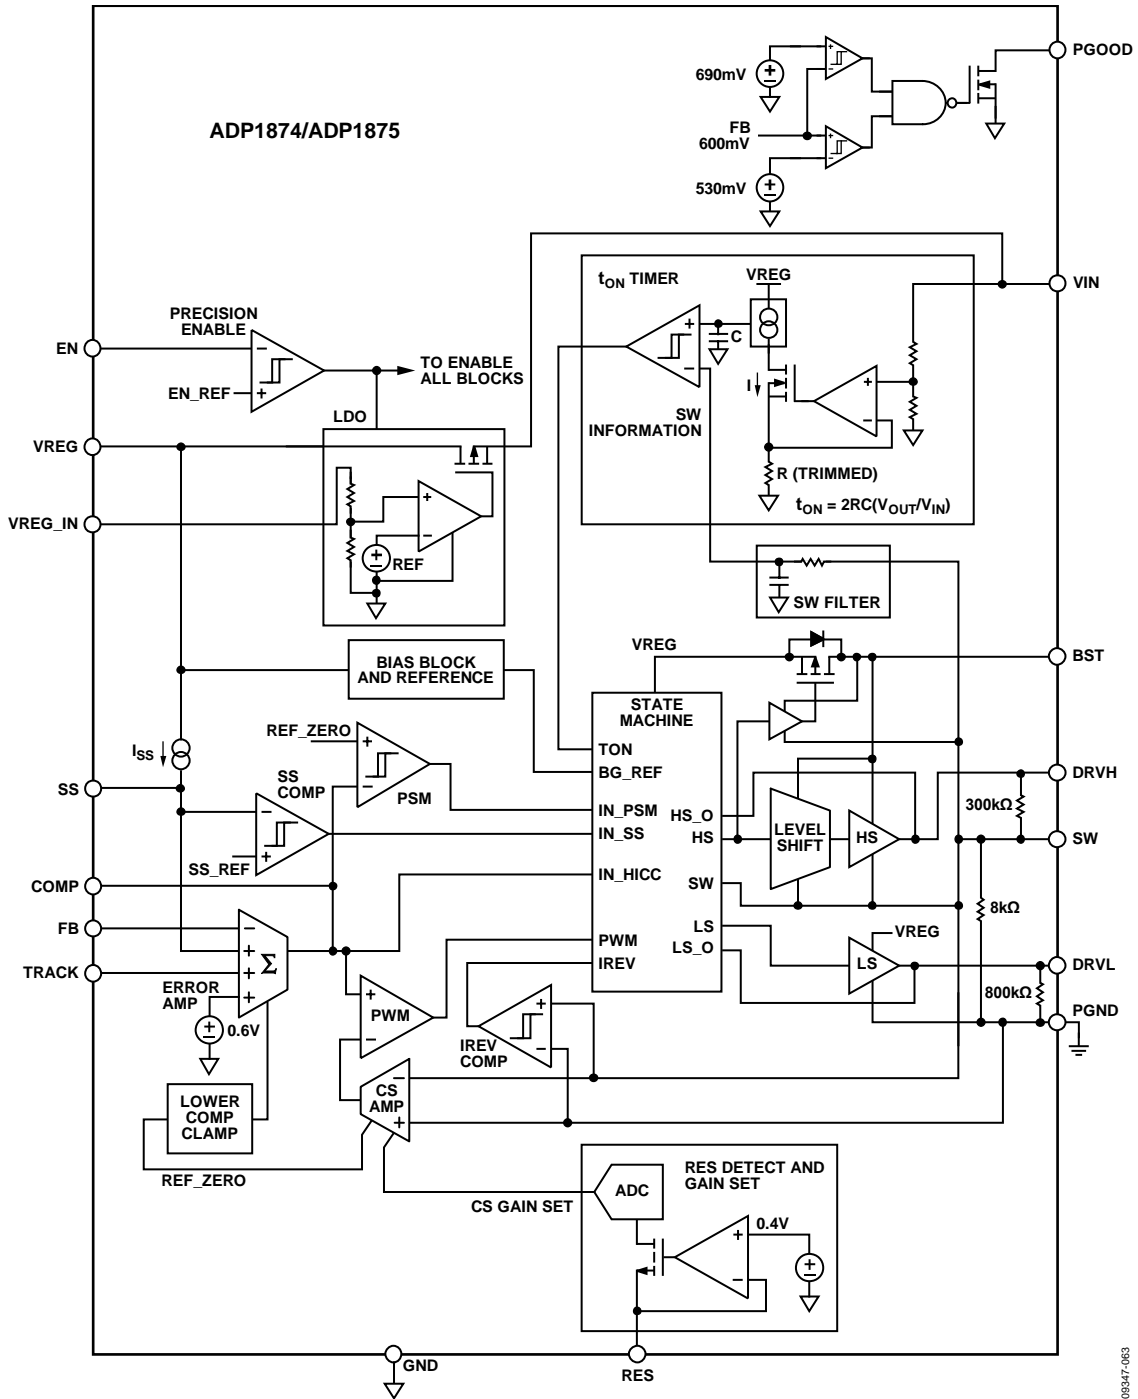 PGOOD
690mV
FB
600mV
530mV
ADP1874/ADP1875
tON TIMER
VREG
VIN
PRECISION
ENABLE
EN
EN_REF
TO ENABLE
ALL BLOCKS
C
I
SW
INFORMATION
R (TRIMMED)
tON = 2RC(VOUT/VIN)
LDO
VREG
VREG_IN
REF
SW FILTER
VREG
BST
BIAS BLOCK
AND REFERENCE
STATE
MACHINE
TON
BG_REF
IN_PSM
IN_SS
IN_HICC
PWM
IREV
HS_O
HS
SW
LS
LS_O
ISS
REF_ZERO
PSM
SS
SS
COMP
SS_REF
LEVEL
SHIFT
HS
DRVH
300kΩ
SW
8kΩ
COMP
FB
TRACK
Σ
ERROR
AMP
0.6V
VREG
LS
DRVL
800kΩ
PGND
PWM
IREV
COMP
CS
AMP
LOWER
COMP
CLAMP
REF_ZERO
CS GAIN SET
RES DETECT AND
GAIN SET
ADC
0.4V
GND
RES
09347-063